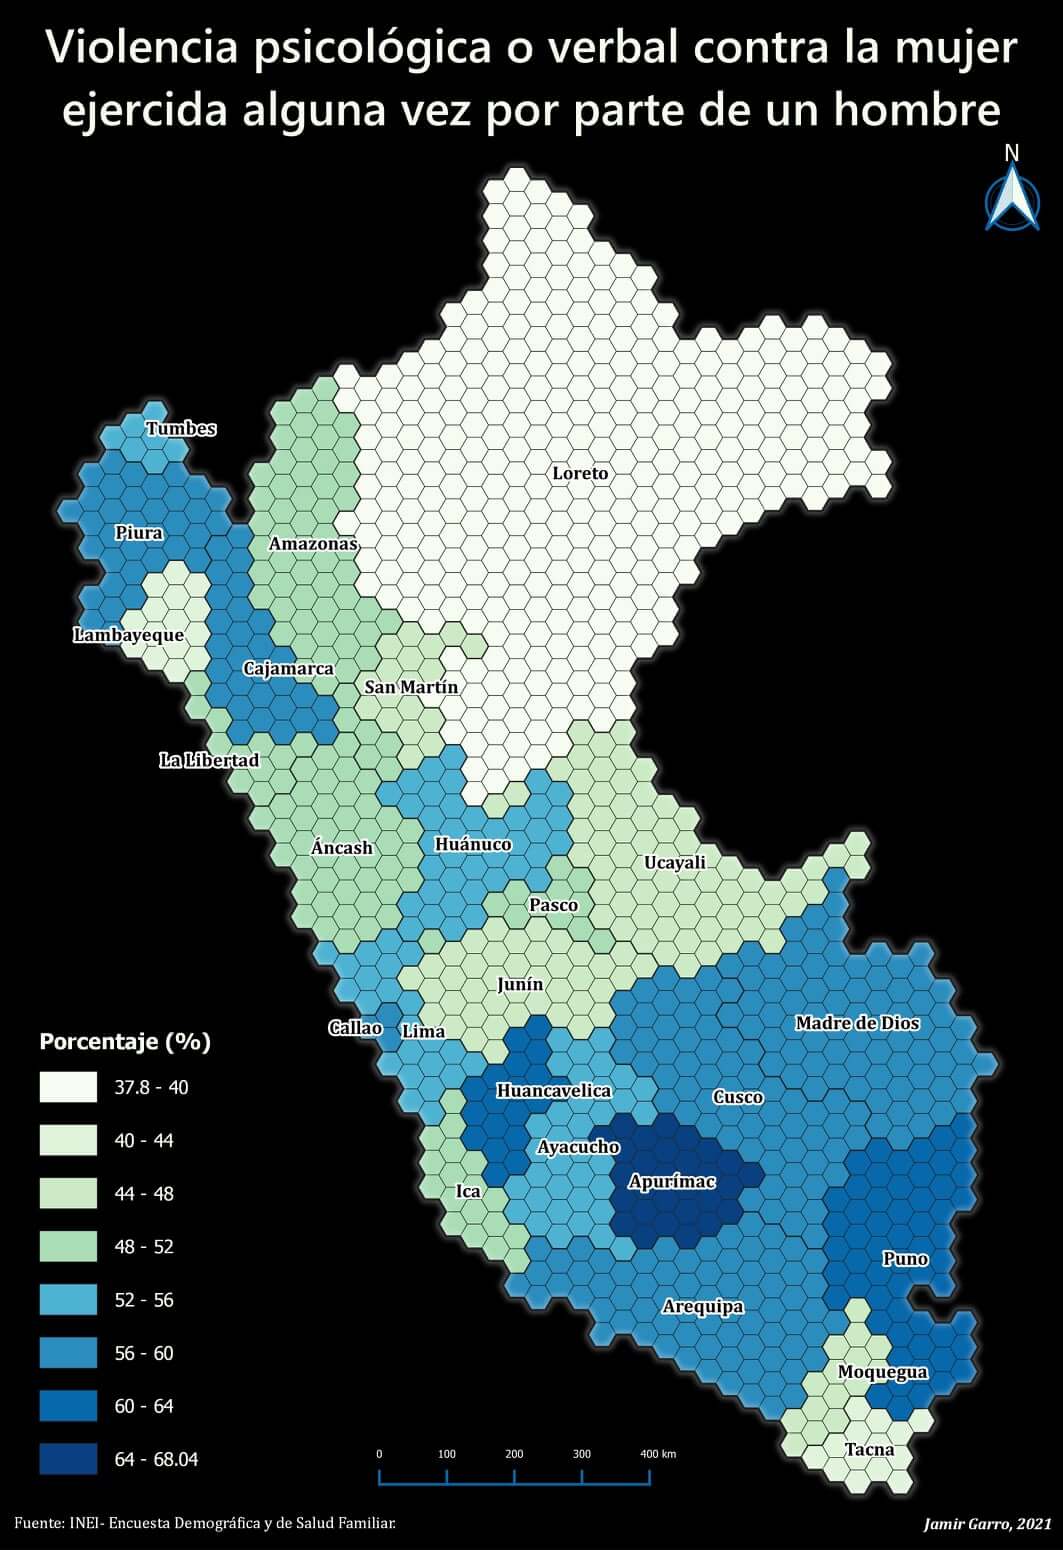 Violencia psicológica o verbal contra la mujer
ejercida alguna vez por parte de un hombre
N
Tumbes
Loreto
Piura
Amazonas
Lambayeque
Cajamarca
San Martín
La Libertad
Áncash
Huánuco
Ucayali
Pasco
Junín
Callao
Lima
Madre de Dios
Huancavelica
Cusco
Ayacucho
Apurímac
Ica
Puno
Arequipa
Moquegua
Tacna
Porcentaje (%)
37.8 - 40
40 - 44
44 - 48
48 - 52
52 - 56
56 - 60
60 - 64
64 - 68.04
0 100 200 300 400 km
Fuente: INEI- Encuesta Demográfica y de Salud Familiar.
Jamir Garro, 2021